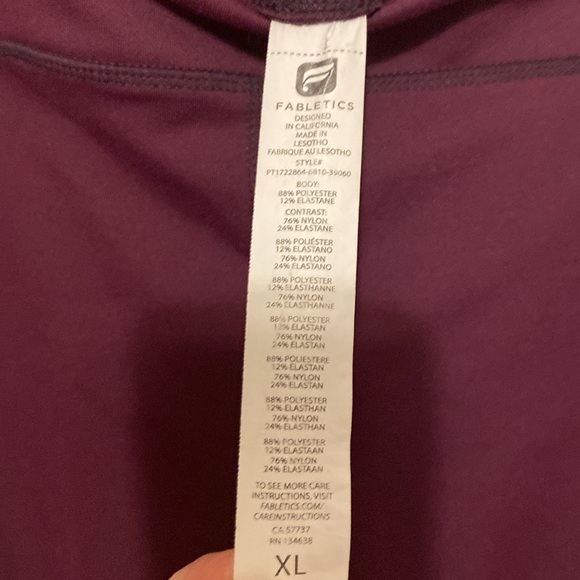 FABLETICS
DESIGNED
IN CALIFORNIA
MADE IN
LESOTHO
FABRIQUE AU LESOTHO
STYLE#
PT1722864-6810-39060
BODY:
88% POLYESTER
12% ELASTANE
CONTRAST:
76% NYLON
24% ELASTANE
88% POLIÉSTER
12% ELASTANO
76% NYLON
24% ELASTANO
88% POLYESTER
12% ELASTHANNE
76% NYLON
24% ELASTHANNE
88% POLYESTER
12% ELASTAN
76% NYLON
24% ELASTAN
88% POLIESTERE
12% ELASTAN
76% NYLON
24% ELASTAN
88% POLYESTER
12% ELASTHAN
76% NYLON
24% ELASTHAN
88% POLYESTER
12% ELASTAAN
76% NYLON
24% ELASTAAN
TO SEE MORE CARE
INSTRUCTIONS, VISIT
FABLETICS.COM/
CAREINSTRUCTIONS
CA 57737
RN 134638
XL